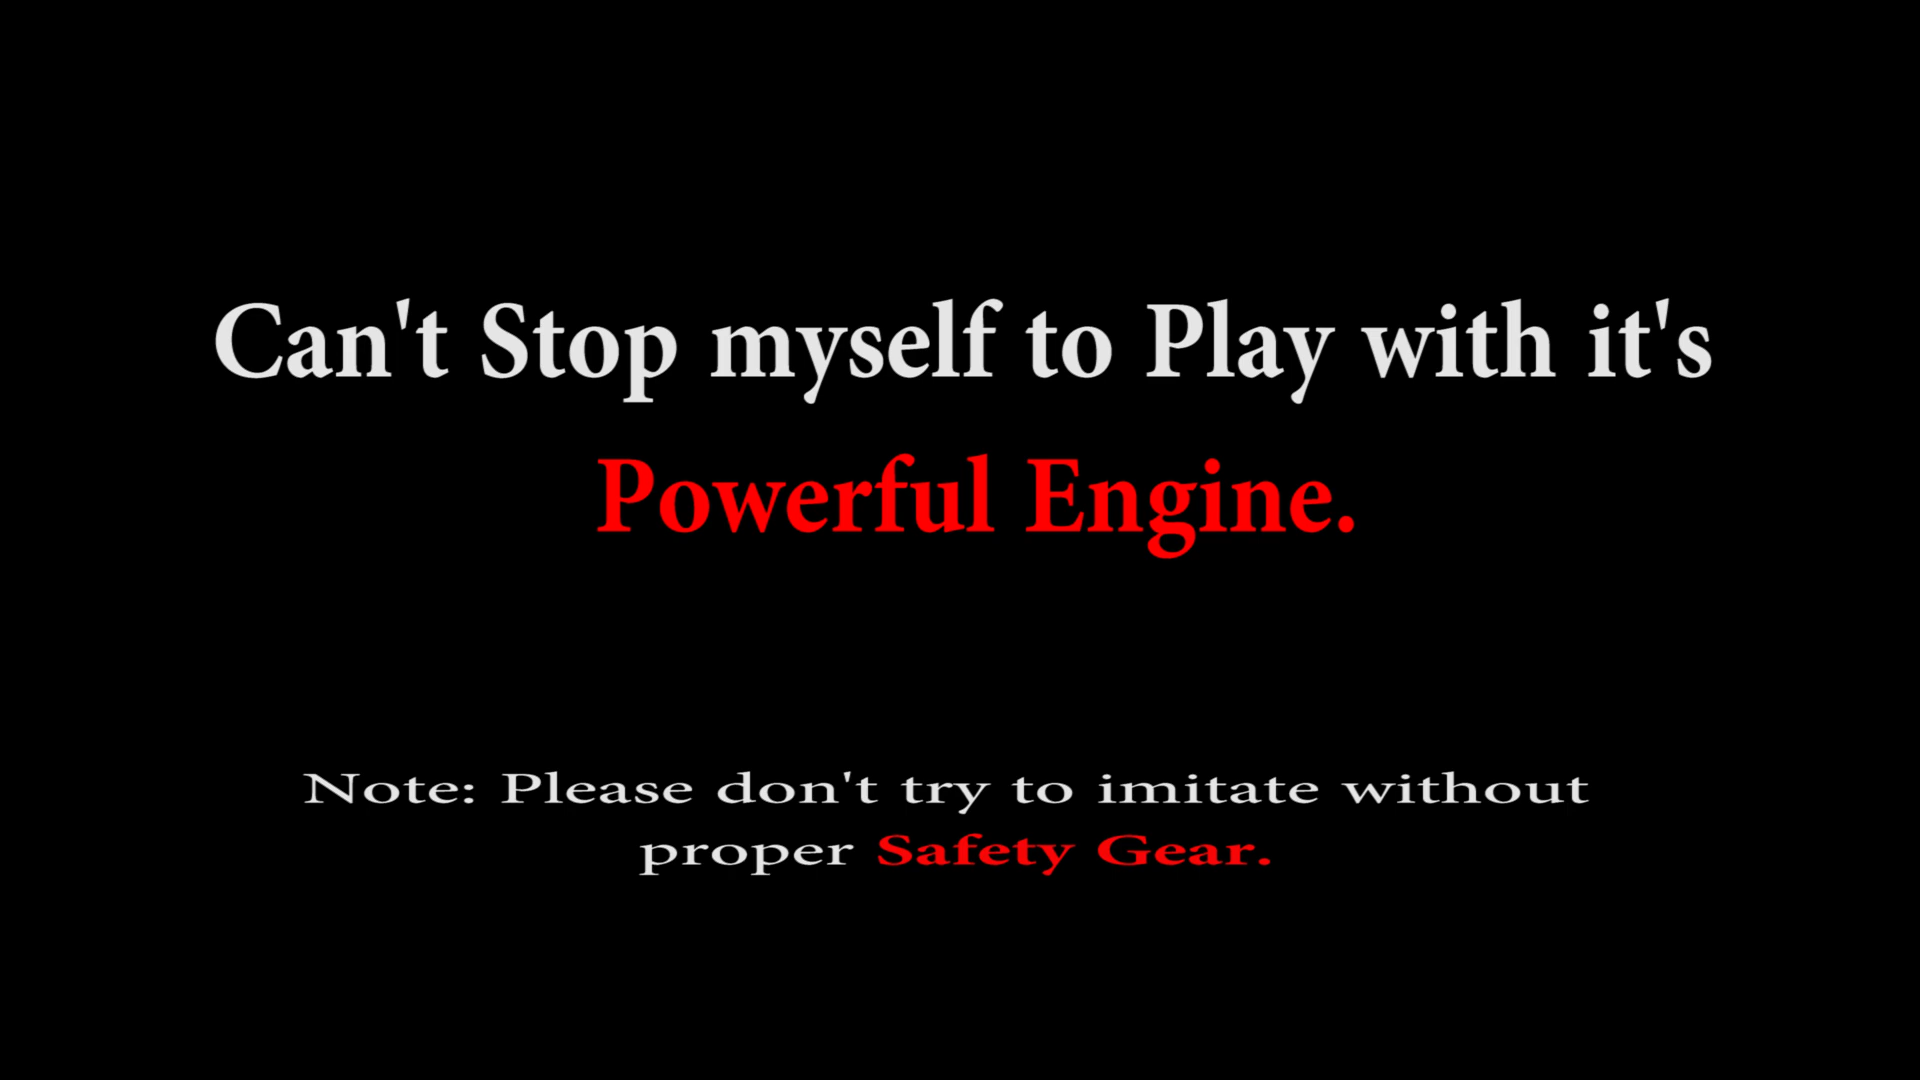 Can't Stop myself to Play with it's
Powerful Engine.
Note: Please don't try to imitate without
proper Safety Gear.